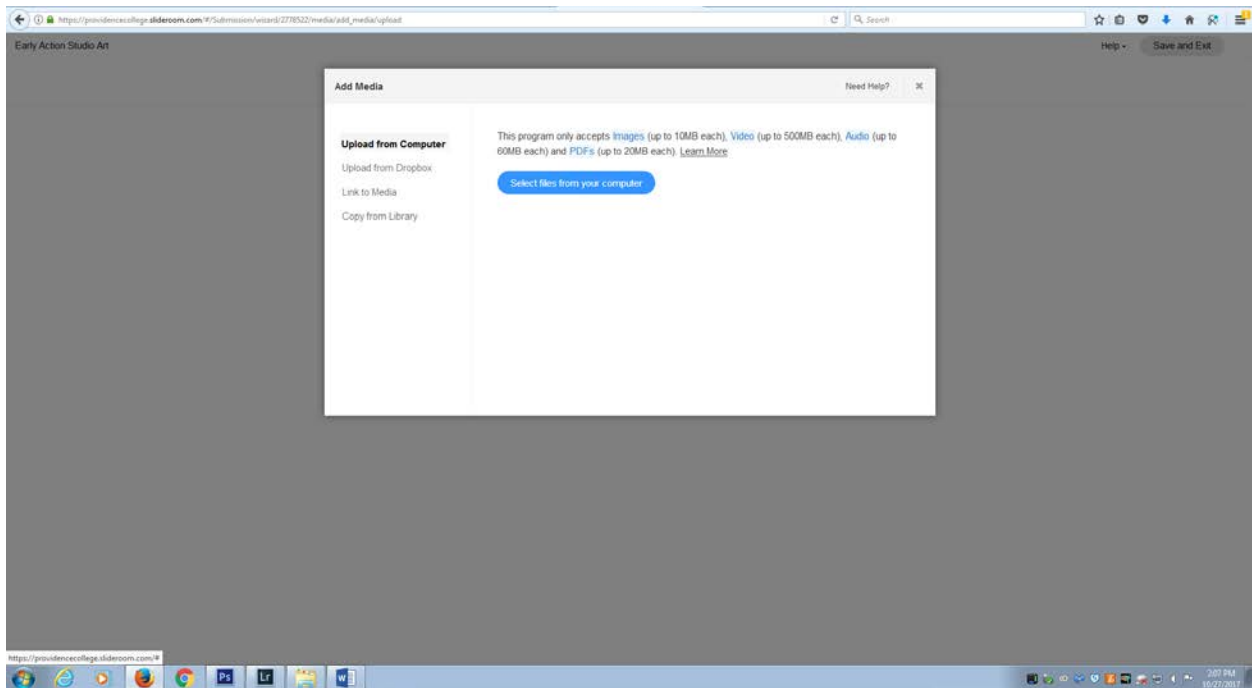 https://providencecollege.slideroom.com/#/Submission/wizard/2778522/media/add_media/upload
Search
Early Action Studio Art
Help
Save and Exit
Add Media
Need Help?
Upload from Computer
Upload from Dropbox
Link to Media
Copy from Library
This program only accepts Images (up to 10MB each), Video (up to 500MB each), Audio (up to
60MB each) and PDFs (up to 20MB each). Learn More
Select files from your computer
https://providencecollege.slideroom.com/#
Ps
Lr
W
2:07 PM
10/27/2017